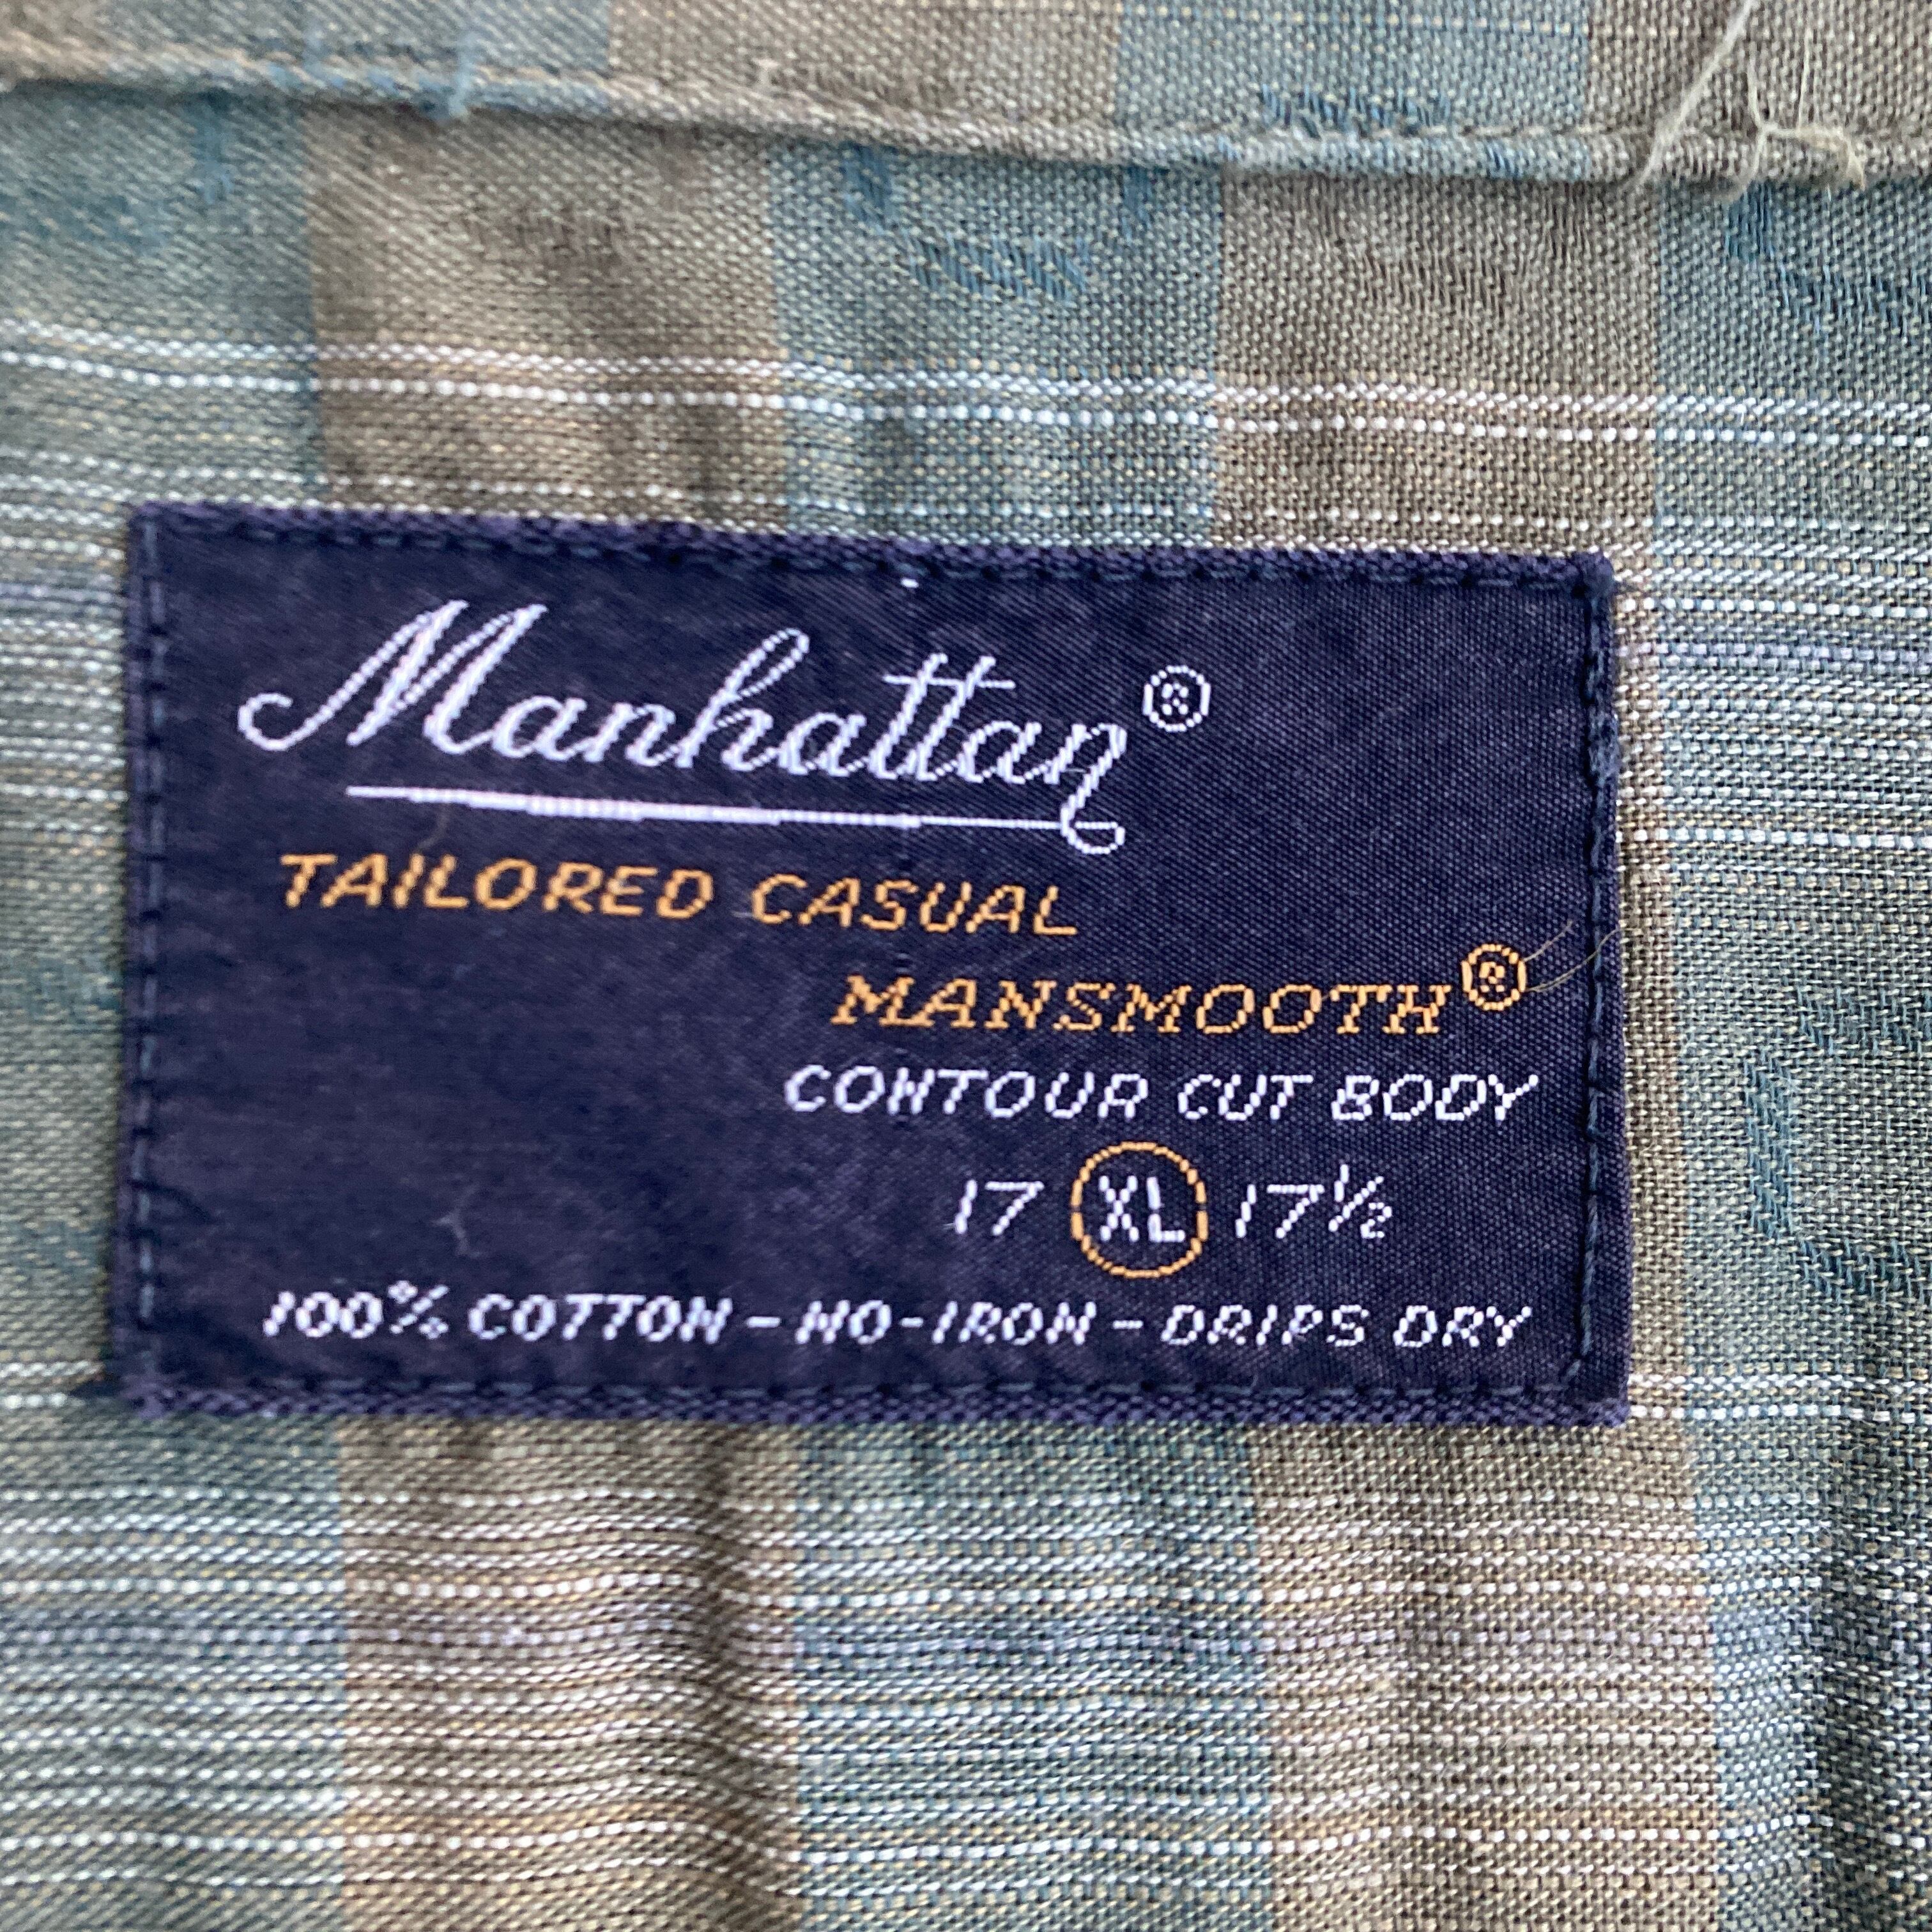 Manhattan®
TAILORED CASUAL
MANSMOOTH®
CONTOUR CUT BODY
17 XL 17½
100% COTTON - NO-IRON - DRIPS DRY